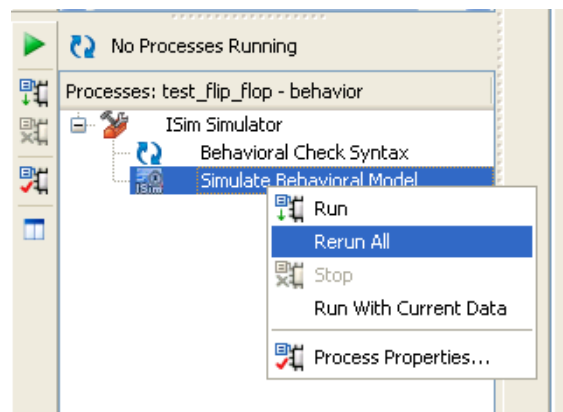 No Processes Running
Processes: test_flip_flop - behavior
ISim Simulator
Behavioral Check Syntax
ISim Simulate Behavioral Model
Run
Rerun All
Stop
Run With Current Data
Process Properties...